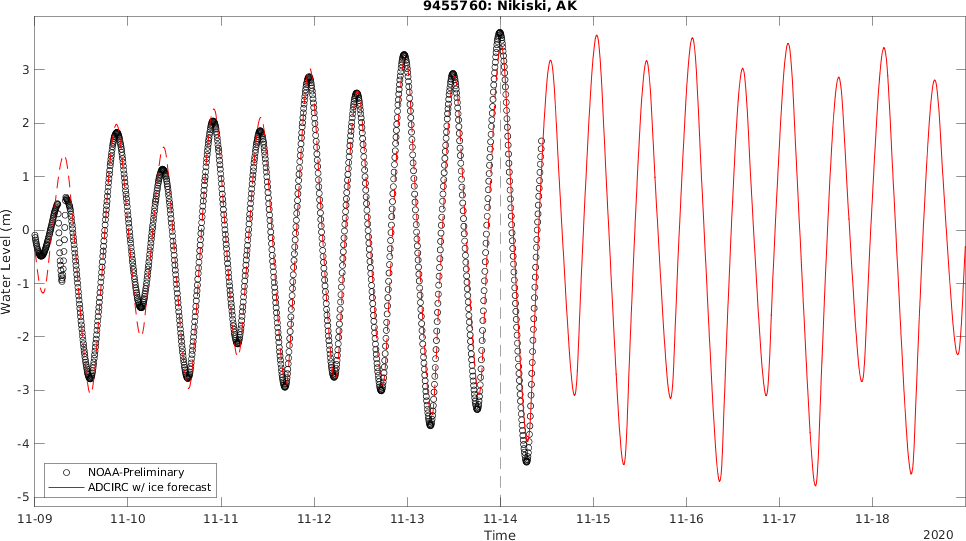 9455760: Nikiski, AK
Water Level (m)
3
2
1
0
-1
-2
-3
-4
-5
NOAA-Preliminary
ADCIRC w/ ice forecast
11-09 11-10 11-11 11-12 11-13 11-14 11-15 11-16 11-17 11-18
Time
2020